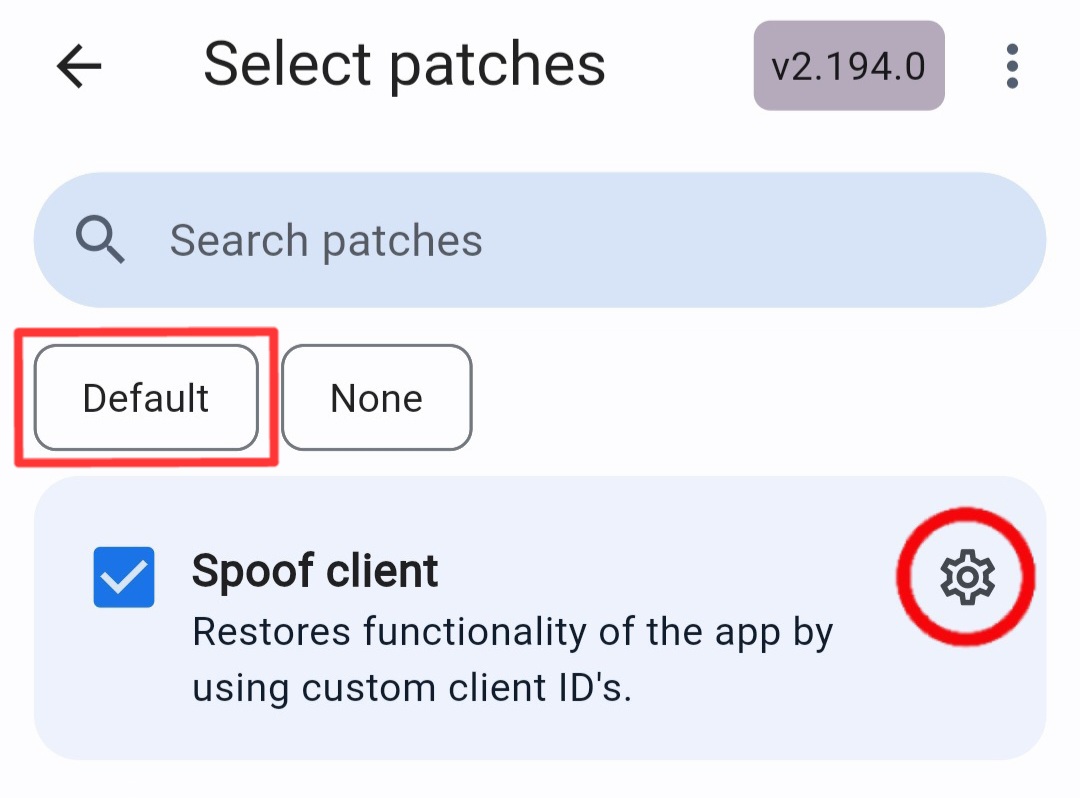 Select patches
v2.194.0
Search patches
Default
None
Spoof client
Restores functionality of the app by
using custom client ID's.